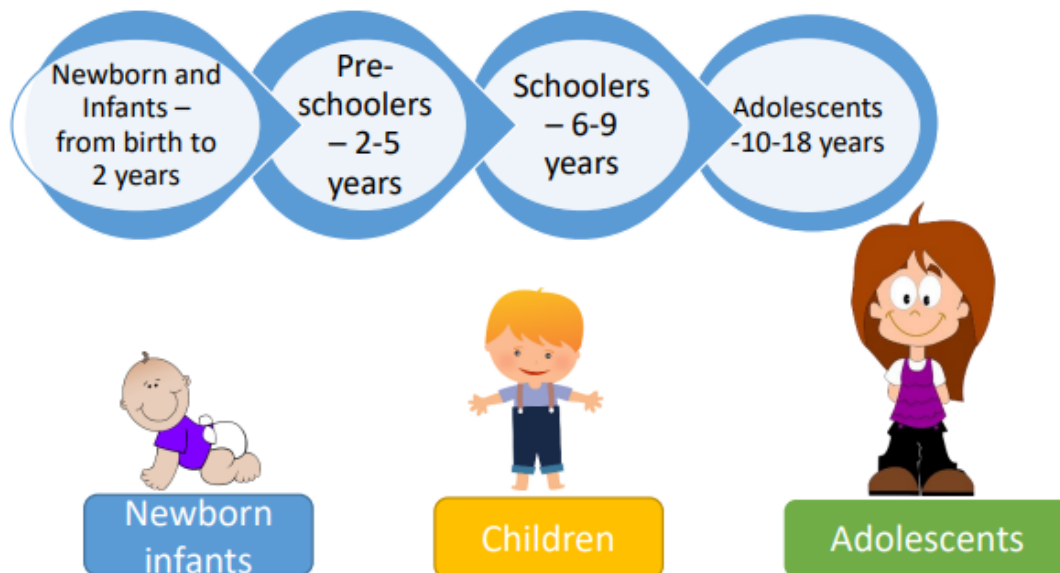 Newborn and
Infants –
from birth to
2 years
Pre-
schoolers
– 2-5
years
Schoolers
– 6-9
years
Adolescents
-10-18 years
Newborn
infants
Children
Adolescents